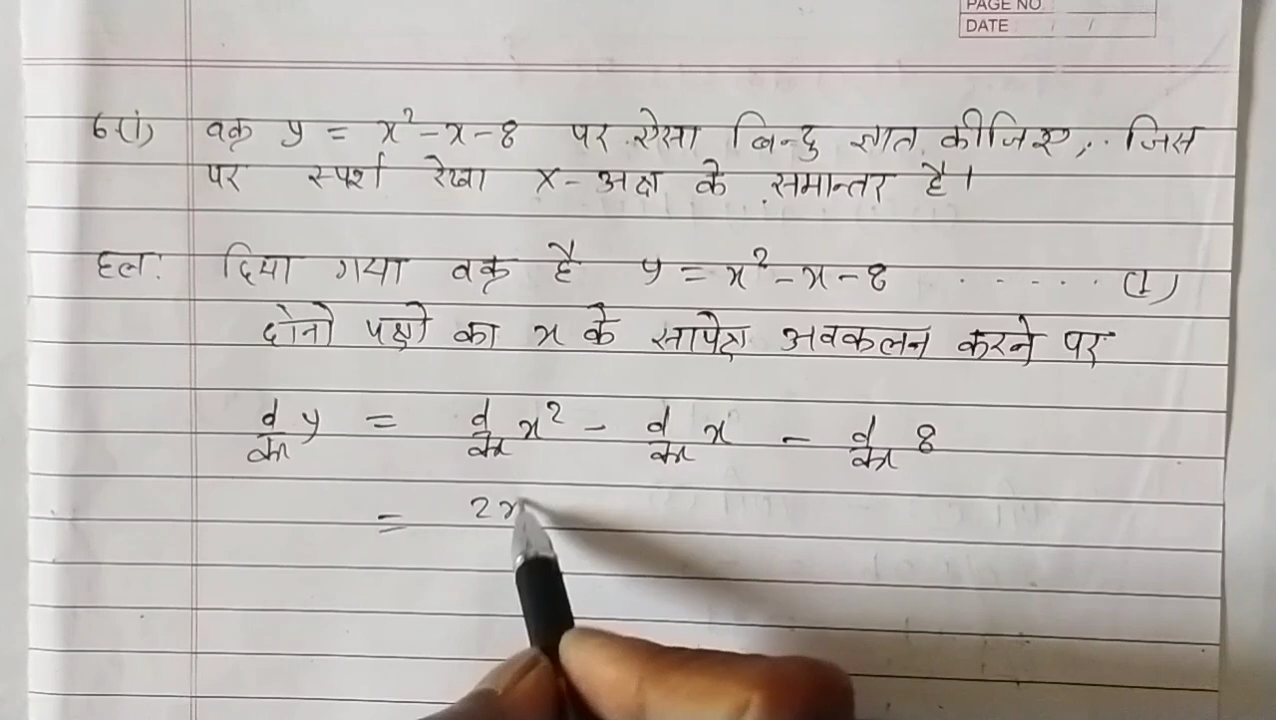 PAGE NO
DATE / /
6(i) वक्र y = x² - x - 8 पर ऐसा बिन्दु ज्ञात कीजिए, जिस
पर स्पर्श रेखा x-अक्ष के समान्तर है।
हल: दिया गया वक्र है y = x² - x - 8 ...... (1)
दोनो पक्षो का x के सापेक्ष अवकलन करने पर
d/dx y = d/dx x² - d/dx x - d/dx 8
= 2x